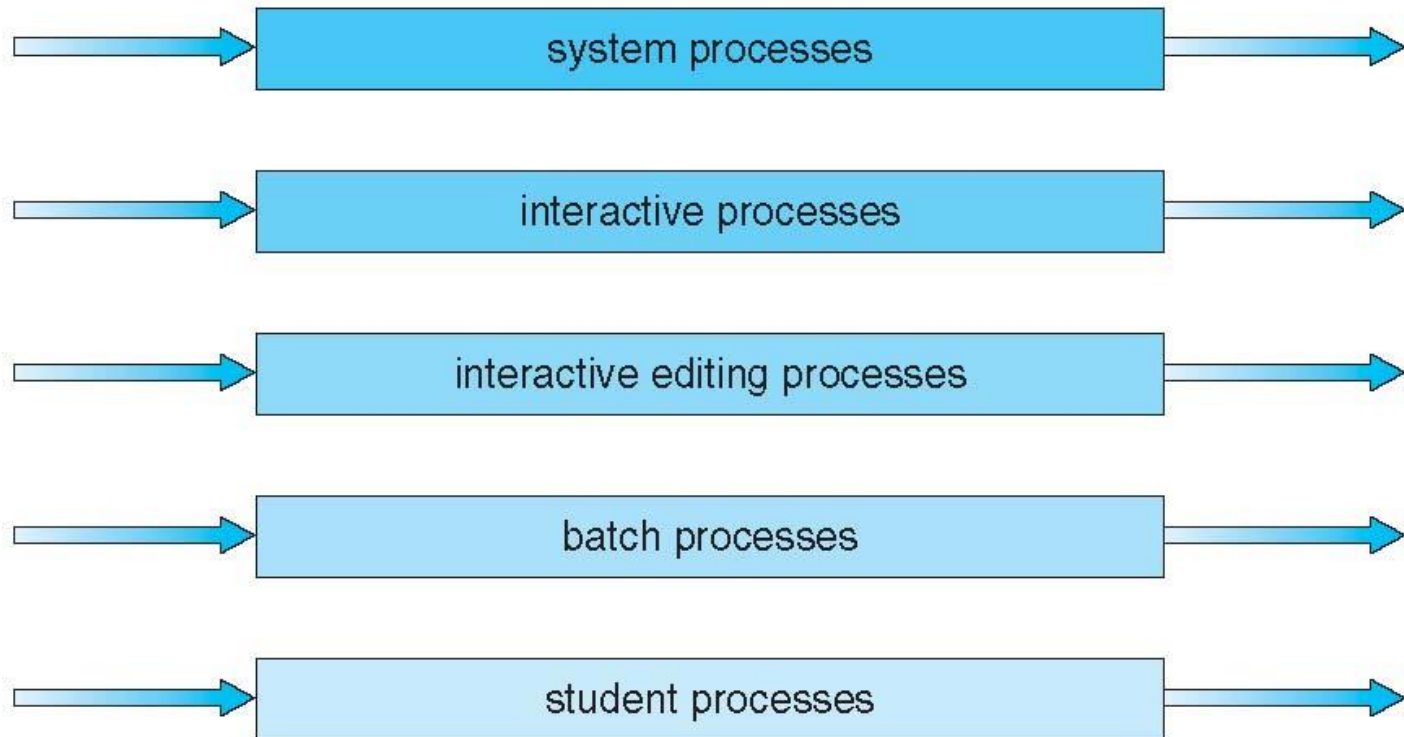 system processes
interactive processes
interactive editing processes
batch processes
student processes